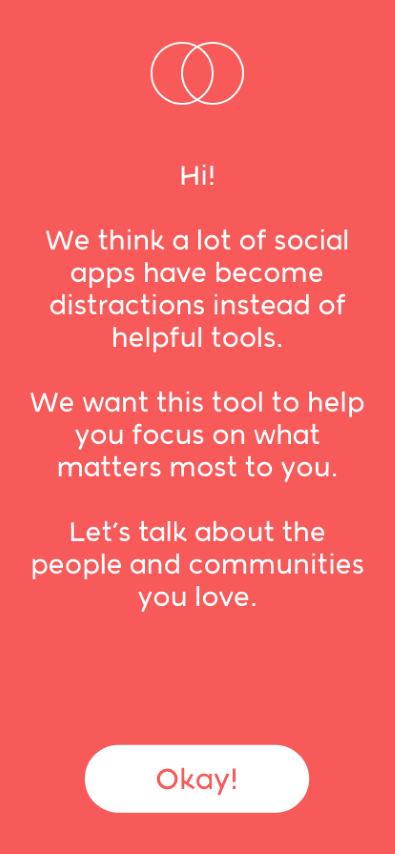 Hi!
We think a lot of social
apps have become
distractions instead of
helpful tools.
We want this tool to help
you focus on what
matters most to you.
Let's talk about the
people and communities
you love.
Okay!